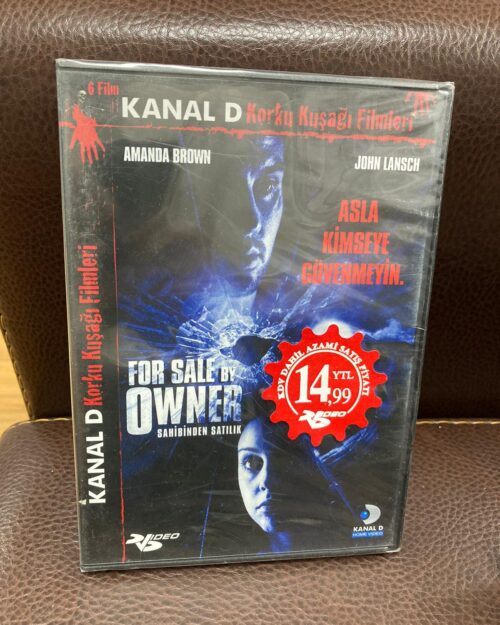 6 Film
KANAL D Korku Kuşağı Filmleri
AMANDA BROWN
JOHN LANSCH
ASLA
KİMSEYE
GÜVENMEYİN.
FOR SALE BY
OWNER
SAHİBİNDEN SATILIK
KDV DAHİL AZAMİ SATIŞ FİYATI
14,99 YTL
VIDEO
KANAL D Korku Kuşağı Filmleri
VIDEO
KANAL D
HOME VIDEO